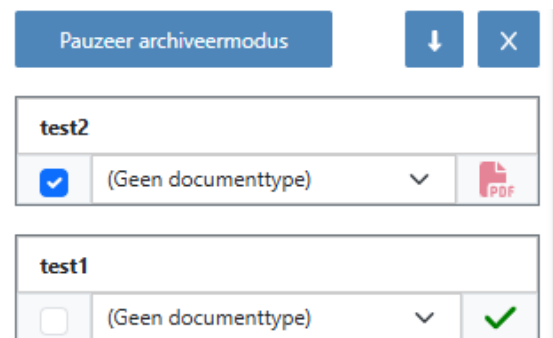 Pauzeer archiveermodus
test2
(Geen documenttype)
PDF
test1
(Geen documenttype)